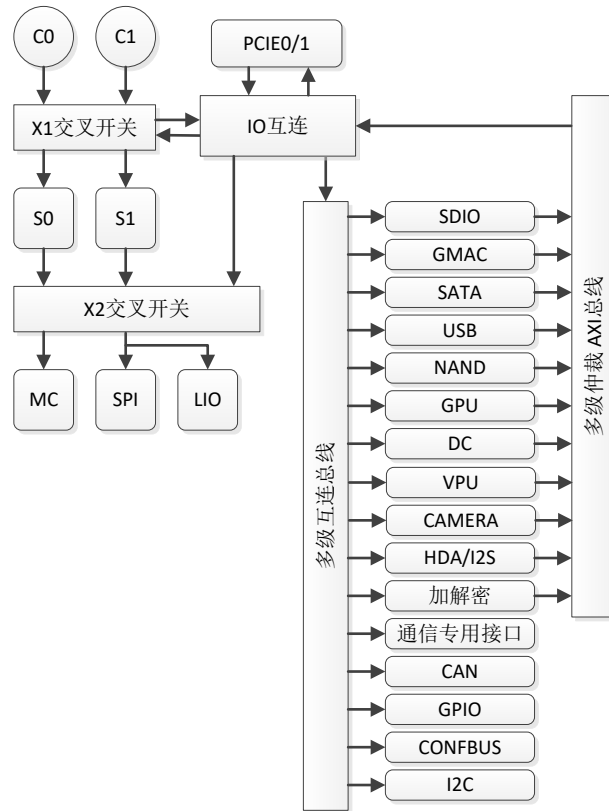 C0
C1
PCIE0/1
X1交叉开关
IO互连
S0
S1
X2交叉开关
MC
SPI
LIO
多级互连总线
SDIO
GMAC
SATA
USB
NAND
GPU
DC
VPU
CAMERA
HDA/I2S
加解密
通信专用接口
CAN
GPIO
CONFBUS
I2C
多级仲裁 AXI总线